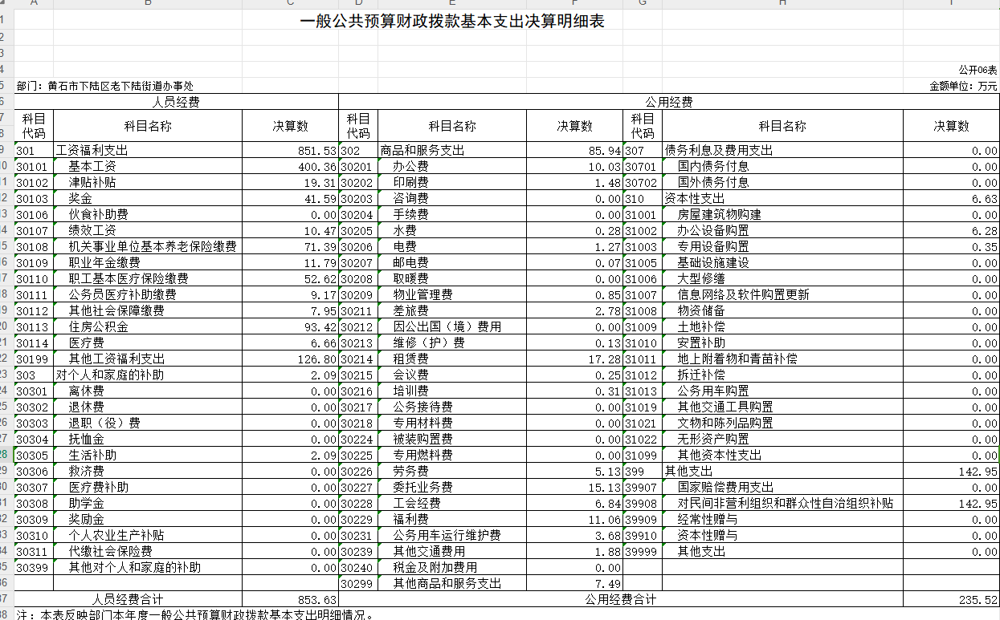 A B C D E F G H I
一般公共预算财政拨款基本支出决算明细表
公开06表
部门：黄石市下陆区老下陆街道办事处 金额单位：万元
人员经费 公用经费
科目代码 科目名称 决算数 科目代码 科目名称 决算数 科目代码 科目名称 决算数
301 工资福利支出 851.53 302 商品和服务支出 85.94 307 债务利息及费用支出 0.00
30101 基本工资 400.36 30201 办公费 10.03 30701 国内债务付息 0.00
30102 津贴补贴 19.31 30202 印刷费 1.48 30702 国外债务付息 0.00
30103 奖金 41.59 30203 咨询费 0.00 310 资本性支出 6.63
30106 伙食补助费 0.00 30204 手续费 0.00 31001 房屋建筑物购建 0.00
30107 绩效工资 10.47 30205 水费 0.28 31002 办公设备购置 6.28
30108 机关事业单位基本养老保险缴费 71.39 30206 电费 1.27 31003 专用设备购置 0.35
30109 职业年金缴费 11.79 30207 邮电费 0.07 31005 基础设施建设 0.00
30110 职工基本医疗保险缴费 52.62 30208 取暖费 0.00 31006 大型修缮 0.00
30111 公务员医疗补助缴费 9.17 30209 物业管理费 0.85 31007 信息网络及软件购置更新 0.00
30112 其他社会保障缴费 7.95 30211 差旅费 2.78 31008 物资储备 0.00
30113 住房公积金 93.42 30212 因公出国（境）费用 0.00 31009 土地补偿 0.00
30114 医疗费 6.66 30213 维修（护）费 0.13 31010 安置补助 0.00
30199 其他工资福利支出 126.80 30214 租赁费 17.28 31011 地上附着物和青苗补偿 0.00
303 对个人和家庭的补助 2.09 30215 会议费 0.25 31012 拆迁补偿 0.00
30301 离休费 0.00 30216 培训费 0.31 31013 公务用车购置 0.00
30302 退休费 0.00 30217 公务接待费 0.00 31019 其他交通工具购置 0.00
30303 退职（役）费 0.00 30218 专用材料费 0.00 31021 文物和陈列品购置 0.00
30304 抚恤金 0.00 30224 被装购置费 0.00 31022 无形资产购置 0.00
30305 生活补助 2.09 30225 专用燃料费 0.00 31099 其他资本性支出 0.00
30306 救济费 0.00 30226 劳务费 5.13 399 其他支出 142.95
30307 医疗费补助 0.00 30227 委托业务费 15.13 39907 国家赔偿费用支出 0.00
30308 助学金 0.00 30228 工会经费 6.84 39908 对民间非营利组织和群众性自治组织补贴 142.95
30309 奖励金 0.00 30229 福利费 11.06 39909 经常性赠与 0.00
30310 个人农业生产补贴 0.00 30231 公务用车运行维护费 3.68 39910 资本性赠与 0.00
30311 代缴社会保险费 0.00 30239 其他交通费用 1.88 39999 其他支出 0.00
30399 其他对个人和家庭的补助 0.00 30240 税金及附加费用 0.00
30299 其他商品和服务支出 7.49
人员经费合计 853.63 公用经费合计 235.52
注：本表反映部门本年度一般公共预算财政拨款基本支出明细情况。